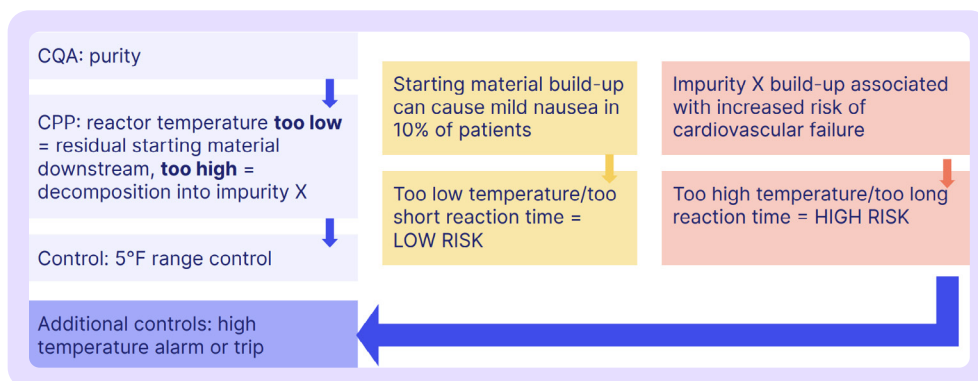 CQA: purity
CPP: reactor temperature too low
= residual starting material
downstream, too high =
decomposition into impurity X
Control: 5°F range control
Additional controls: high
temperature alarm or trip
Starting material build-up
can cause mild nausea in
10% of patients
Too low temperature/too
short reaction time =
LOW RISK
Impurity X build-up associated
with increased risk of
cardiovascular failure
Too high temperature/too long
reaction time = HIGH RISK